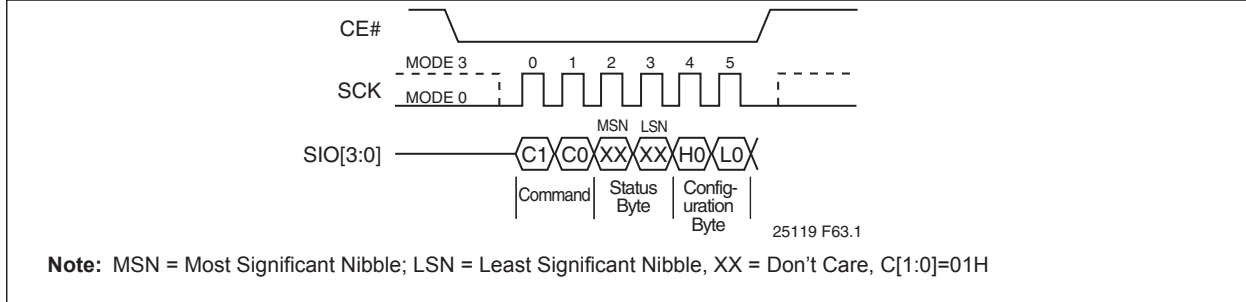 CE#
MODE 3 0 1 2 3 4 5
SCK
MODE 0
MSN LSN
SIO[3:0] C1 C0 XX XX H0 L0
Command Status Byte Config-uration Byte
25119 F63.1
Note: MSN = Most Significant Nibble; LSN = Least Significant Nibble, XX = Don't Care, C[1:0]=01H